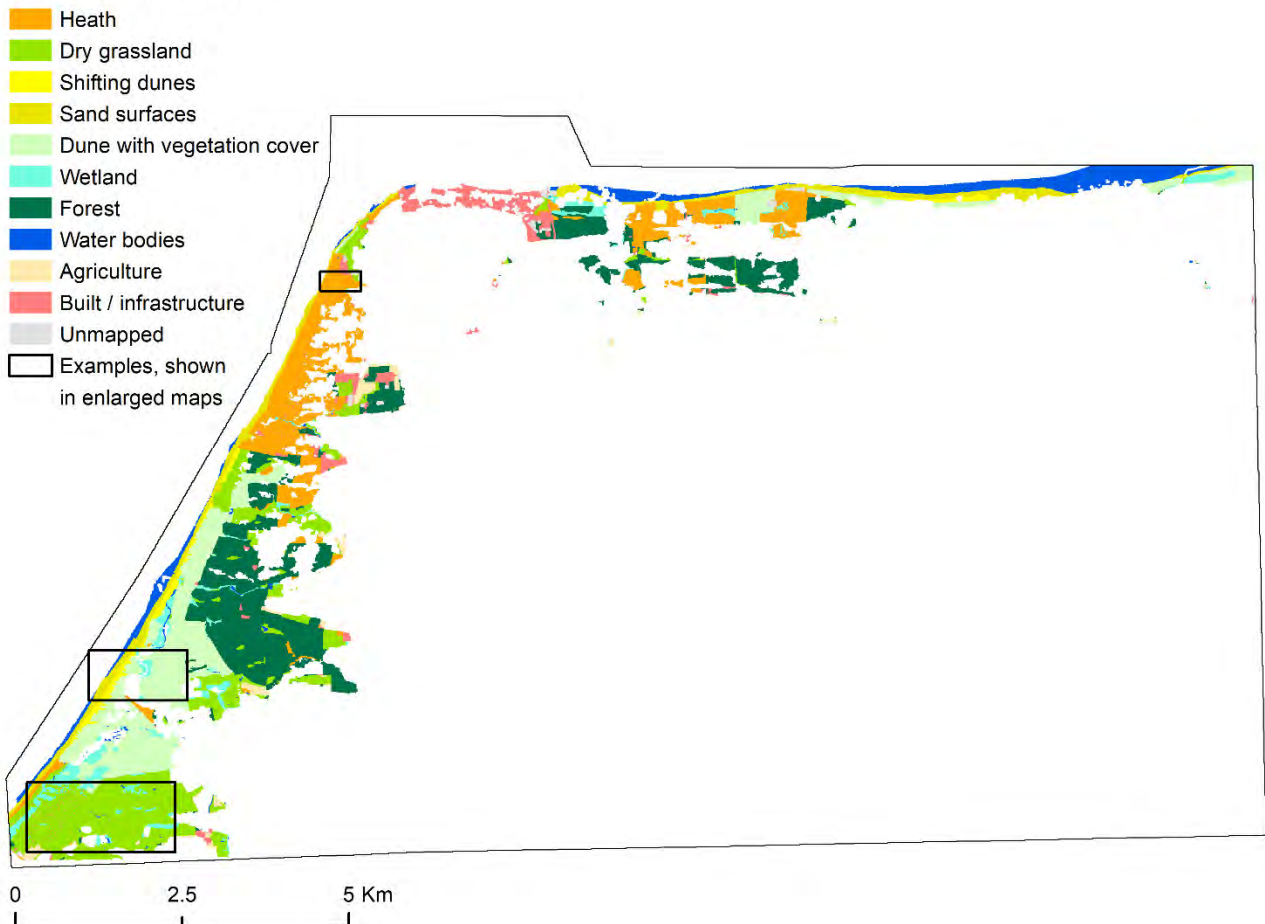 Heath
Dry grassland
Shifting dunes
Sand surfaces
Dune with vegetation cover
Wetland
Forest
Water bodies
Agriculture
Built / infrastructure
Unmapped
Examples, shown
in enlarged maps
0 2.5 5 Km